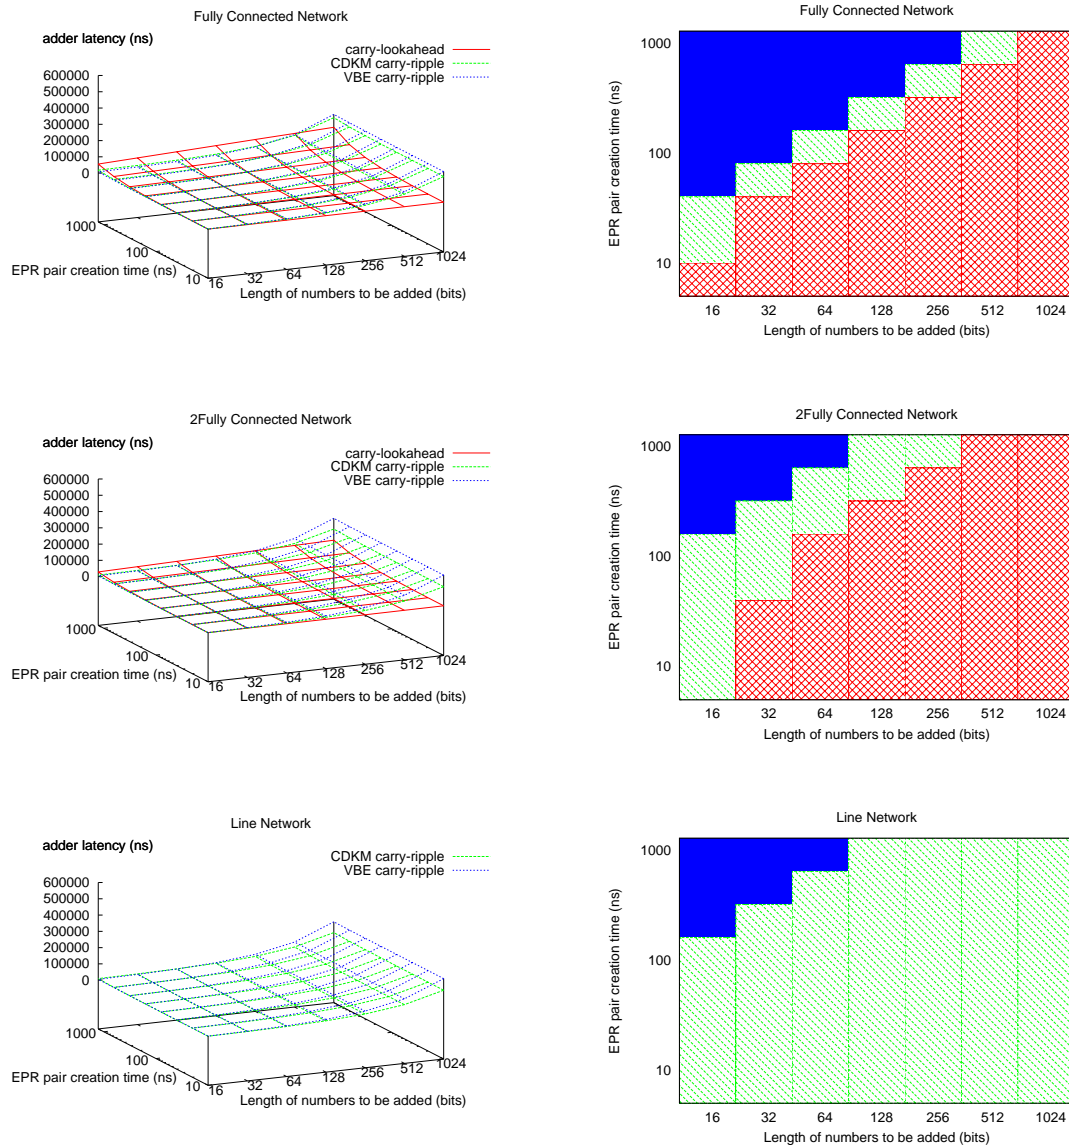 Fully Connected Network
adder latency (ns)
carry-lookahead
CDKM carry-ripple
VBE carry-ripple
600000
500000
400000
300000
200000
100000
0
1000
100
10
EPR pair creation time (ns)
16
32
64
128
256
512
1024
Length of numbers to be added (bits)
Fully Connected Network
EPR pair creation time (ns)
1000
100
10
16 32 64 128 256 512 1024
Length of numbers to be added (bits)
2Fully Connected Network
adder latency (ns)
carry-lookahead
CDKM carry-ripple
VBE carry-ripple
600000
500000
400000
300000
200000
100000
0
1000
100
10
EPR pair creation time (ns)
16
32
64
128
256
512
1024
Length of numbers to be added (bits)
2Fully Connected Network
EPR pair creation time (ns)
1000
100
10
16 32 64 128 256 512 1024
Length of numbers to be added (bits)
Line Network
adder latency (ns)
CDKM carry-ripple
VBE carry-ripple
600000
500000
400000
300000
200000
100000
0
1000
100
10
EPR pair creation time (ns)
16
32
64
128
256
512
1024
Length of numbers to be added (bits)
Line Network
EPR pair creation time (ns)
1000
100
10
16 32 64 128 256 512 1024
Length of numbers to be added (bits)